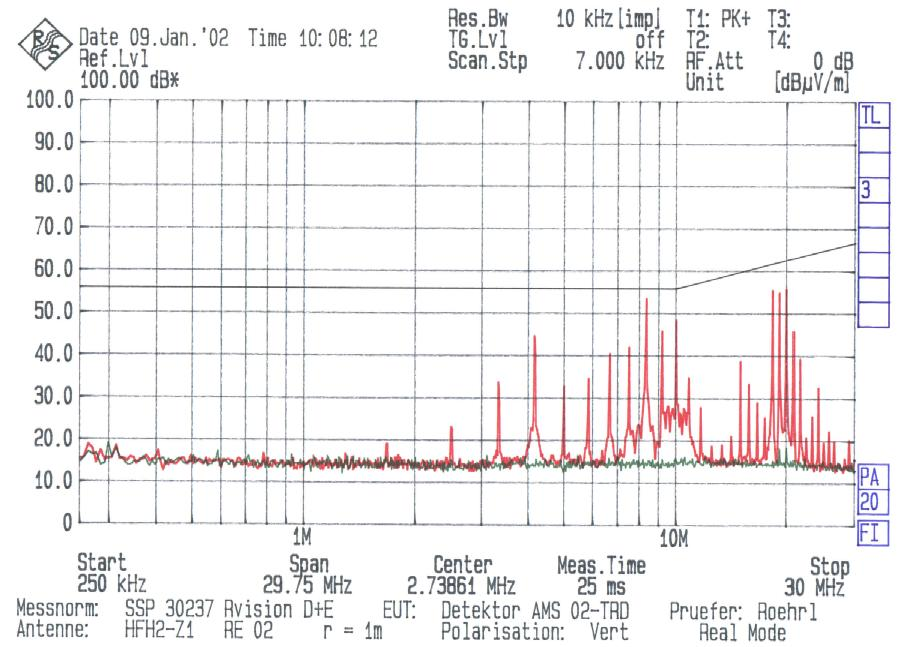 R S
Date 09.Jan.'02 Time 10:08:12
Ref.Lvl
100.00 dB*
Res.Bw 10 kHz[imp]
TG.Lvl off
Scan.Stp 7.000 kHz
T1: PK+ T3:
T2: T4:
RF.Att 0 dB
Unit [dBµV/m]
100.0
90.0
80.0
70.0
60.0
50.0
40.0
30.0
20.0
10.0
0
TL
3
PA
20
FI
1M 10M
Start Span Center Meas.Time Stop
250 kHz 29.75 MHz 2.73861 MHz 25 ms 30 MHz
Messnorm: SSP 30237 Rvision D+E EUT: Detektor AMS 02-TRD Pruefer: Roehrl
Antenne: HFH2-Z1 RE 02 r = 1m Polarisation: Vert Real Mode